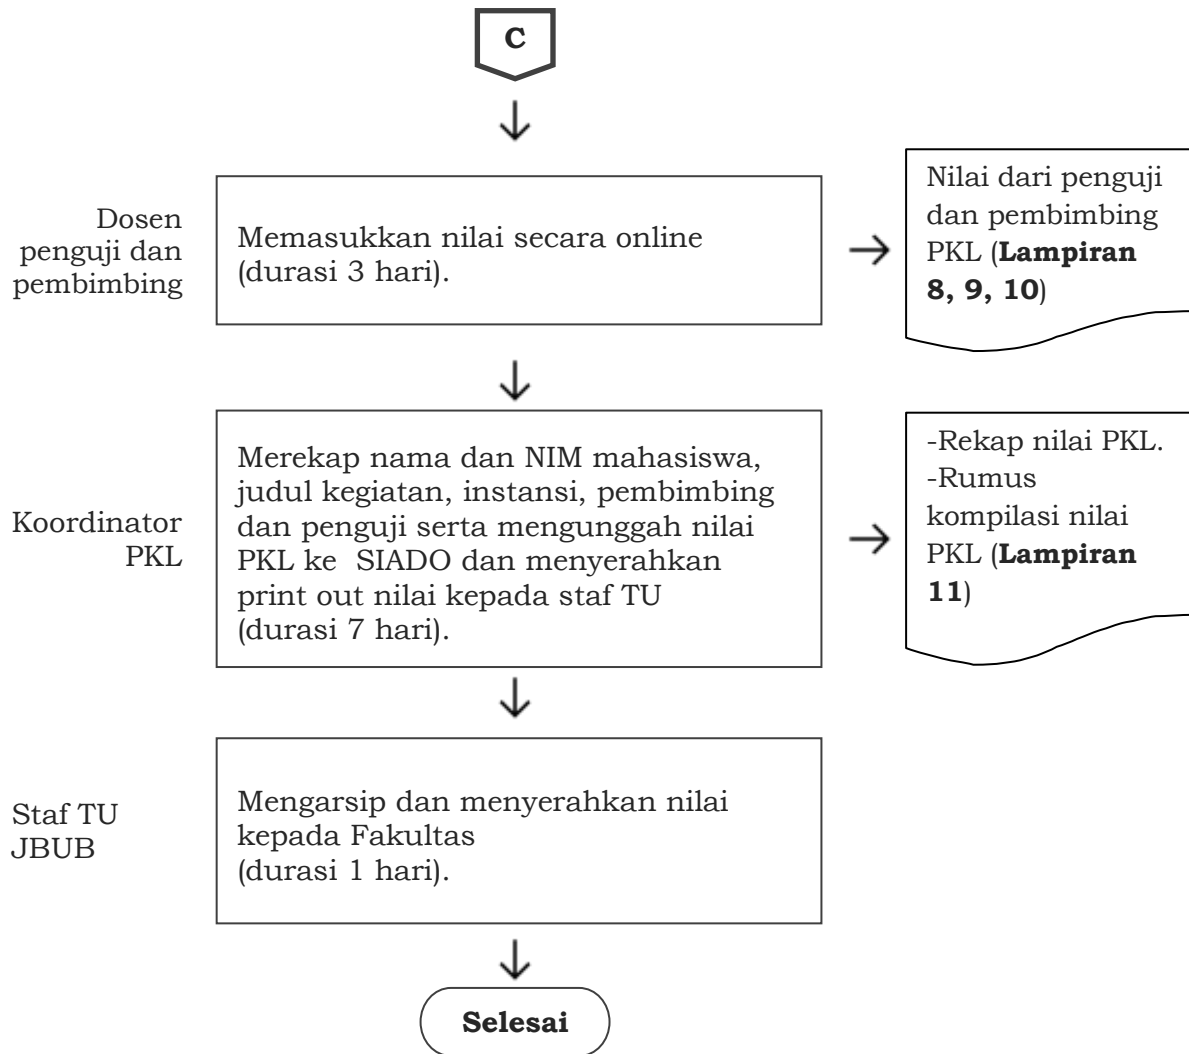 C
Dosen
penguji dan
pembimbing
Memasukkan nilai secara online
(durasi 3 hari).
Nilai dari penguji
dan pembimbing
PKL (Lampiran
8, 9, 10)
Koordinator
PKL
Merekap nama dan NIM mahasiswa,
judul kegiatan, instansi, pembimbing
dan penguji serta mengunggah nilai
PKL ke  SIADO dan menyerahkan
print out nilai kepada staf TU
(durasi 7 hari).
-Rekap nilai PKL.
-Rumus
kompilasi nilai
PKL (Lampiran
11)
Staf TU
JBUB
Mengarsip dan menyerahkan nilai
kepada Fakultas
(durasi 1 hari).
Selesai